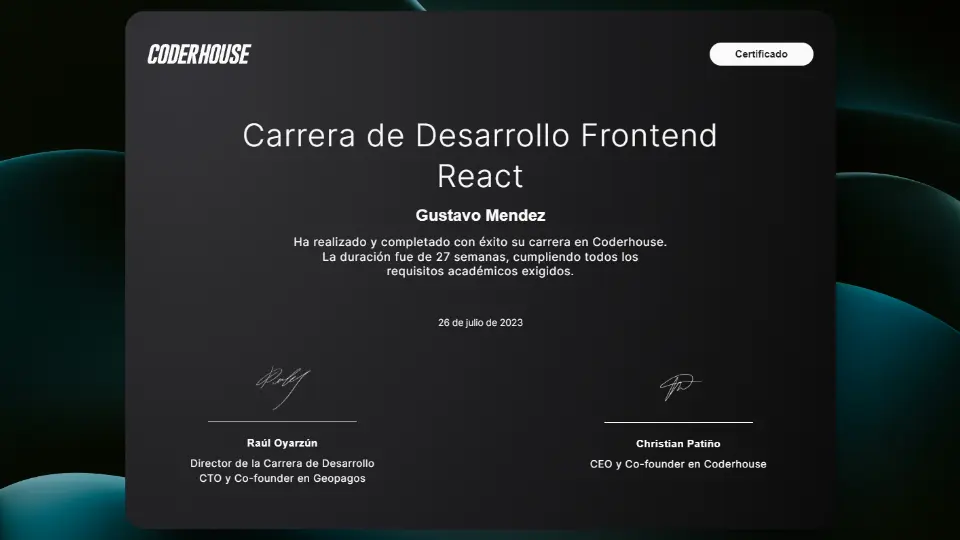 CODERHOUSE
Certificado
Carrera de Desarrollo Frontend
React
Gustavo Mendez
Ha realizado y completado con éxito su carrera en Coderhouse.
La duración fue de 27 semanas, cumpliendo todos los
requisitos académicos exigidos.
26 de julio de 2023
Raúl Oyarzún
Director de la Carrera de Desarrollo
CTO y Co-founder en Geopagos
Christian Patiño
CEO y Co-founder en Coderhouse